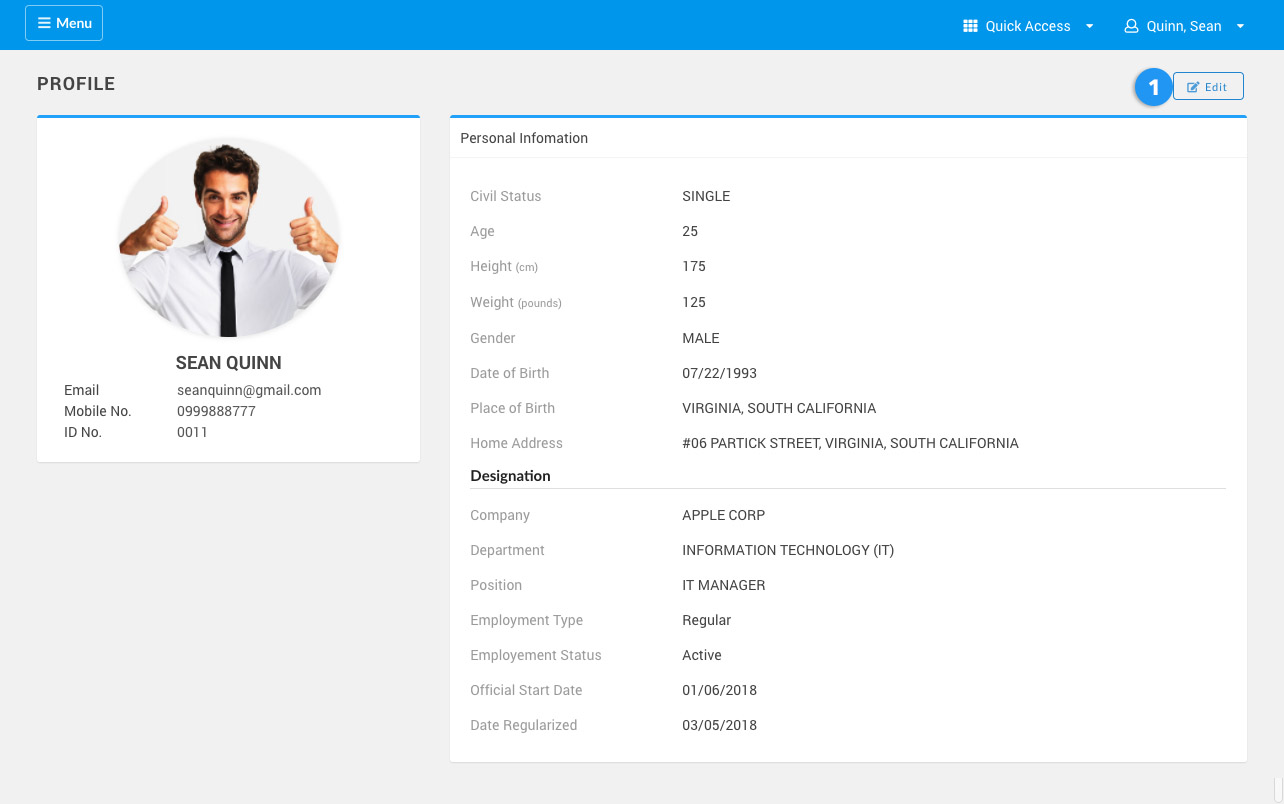 Menu
Quick Access
Quinn, Sean
PROFILE
1
Edit
SEAN QUINN
Email seanquinn@gmail.com
Mobile No. 0999888777
ID No. 0011
Personal Infomation
Civil Status SINGLE
Age 25
Height (cm) 175
Weight (pounds) 125
Gender MALE
Date of Birth 07/22/1993
Place of Birth VIRGINIA, SOUTH CALIFORNIA
Home Address #06 PARTICK STREET, VIRGINIA, SOUTH CALIFORNIA
Designation
Company APPLE CORP
Department INFORMATION TECHNOLOGY (IT)
Position IT MANAGER
Employment Type Regular
Employement Status Active
Official Start Date 01/06/2018
Date Regularized 03/05/2018